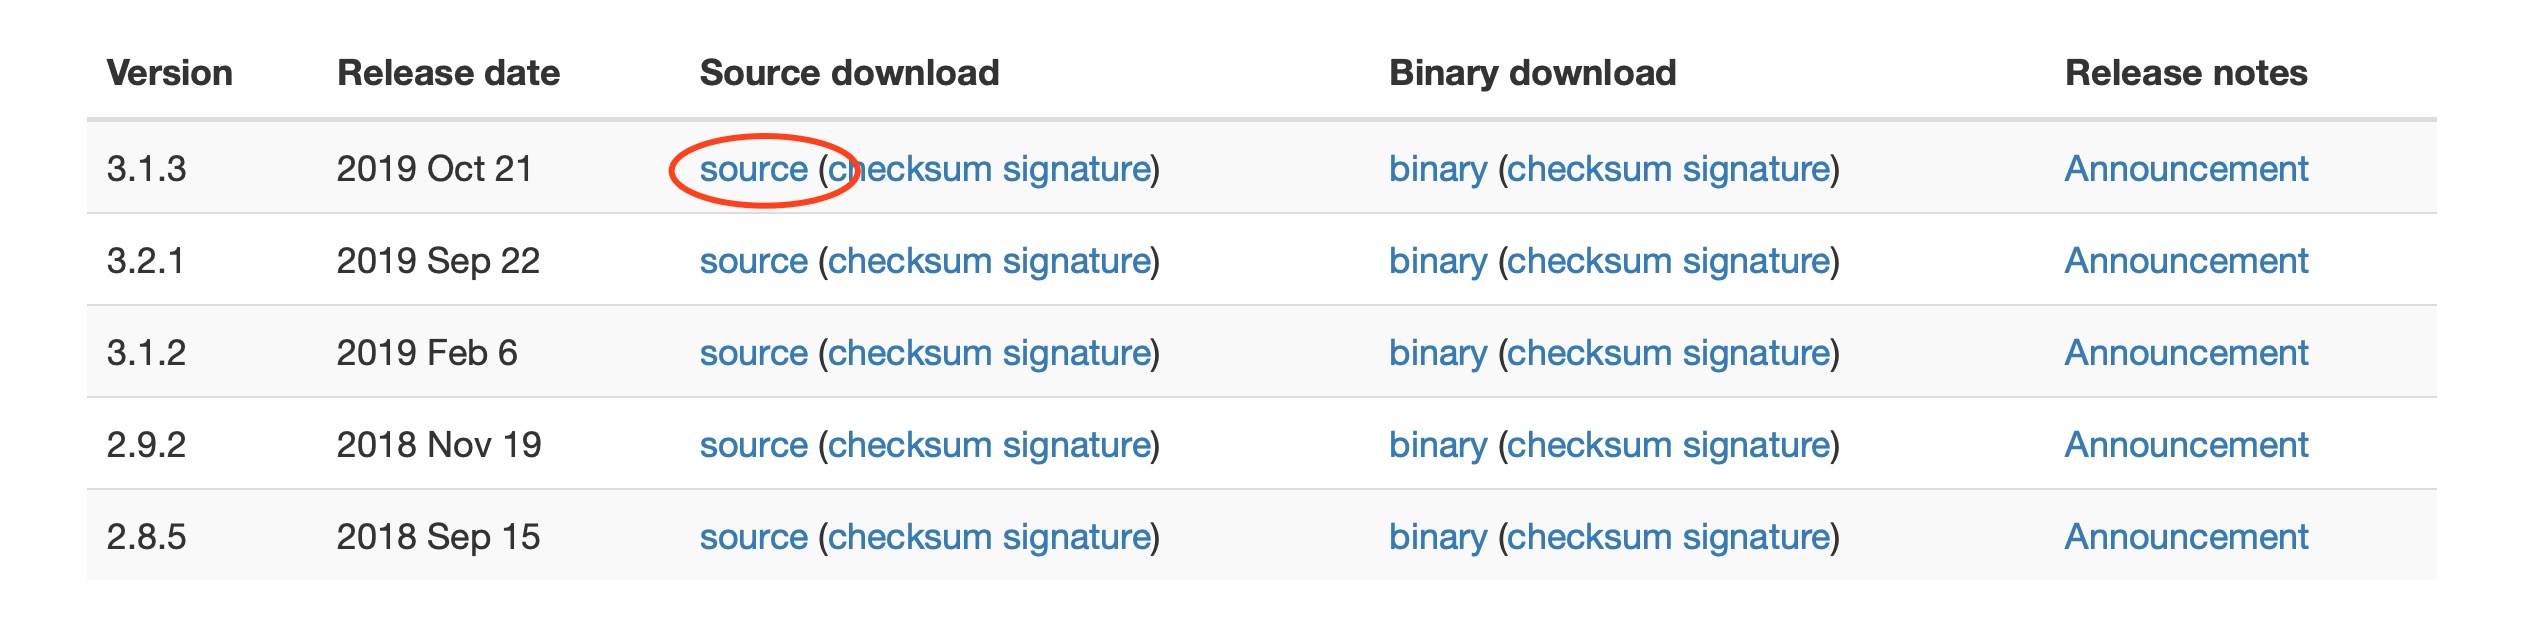 Version Release date Source download Binary download Release notes
3.1.3 2019 Oct 21 source (checksum signature) binary (checksum signature) Announcement
3.2.1 2019 Sep 22 source (checksum signature) binary (checksum signature) Announcement
3.1.2 2019 Feb 6 source (checksum signature) binary (checksum signature) Announcement
2.9.2 2018 Nov 19 source (checksum signature) binary (checksum signature) Announcement
2.8.5 2018 Sep 15 source (checksum signature) binary (checksum signature) Announcement